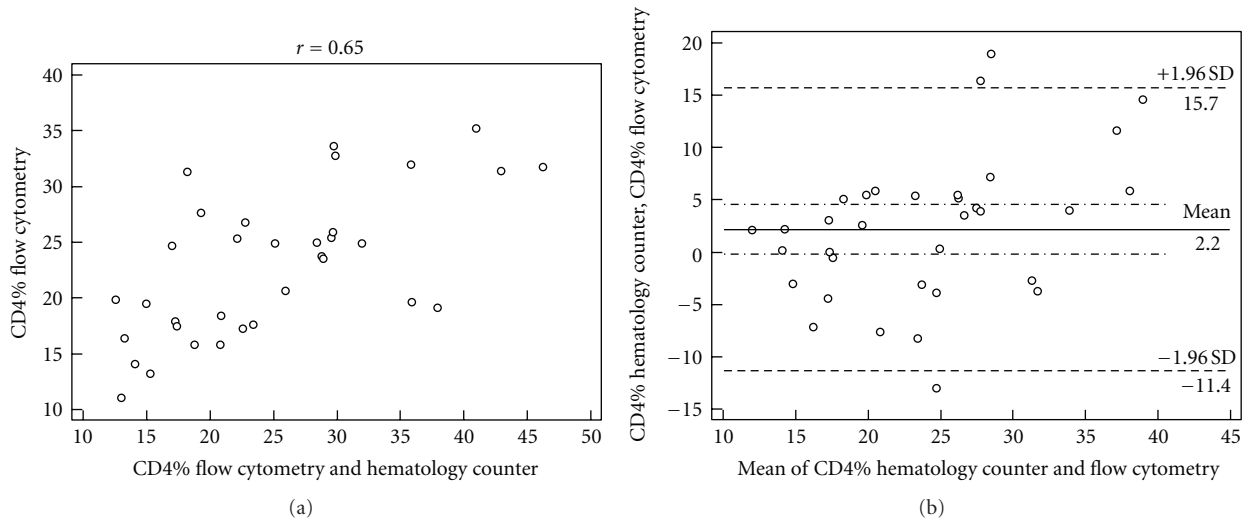 r = 0.65
40
35
30
25
20
15
10
CD4% flow cytometry
10 15 20 25 30 35 40 45 50
CD4% flow cytometry and hematology counter
(a)
CD4% hematology counter, CD4% flow cytometry
20
15
10
5
0
−5
−10
−15
+1.96 SD
15.7
Mean
2.2
−1.96 SD
−11.4
10 15 20 25 30 35 40 45
Mean of CD4% hematology counter and flow cytometry
(b)